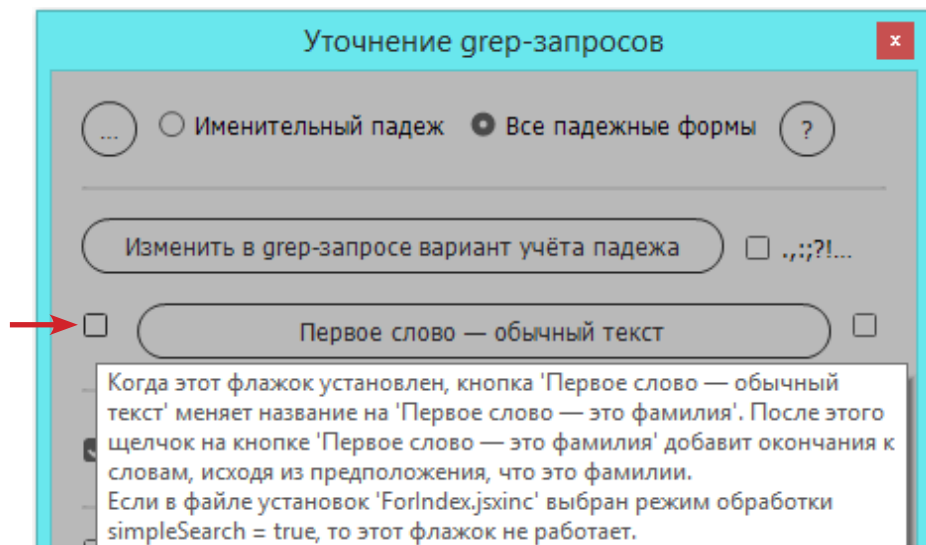 Уточнение grep-запросов
x
... Именительный падеж Все падежные формы ?
Изменить в grep-запросе вариант учёта падежа .,:;?!...
Первое слово — обычный текст
Когда этот флажок установлен, кнопка 'Первое слово — обычный
текст' меняет название на 'Первое слово — это фамилия'. После этого
щелчок на кнопке 'Первое слово — это фамилия' добавит окончания к
словам, исходя из предположения, что это фамилии.
Если в файле установок 'ForIndex.jsxinc' выбран режим обработки
simpleSearch = true, то этот флажок не работает.